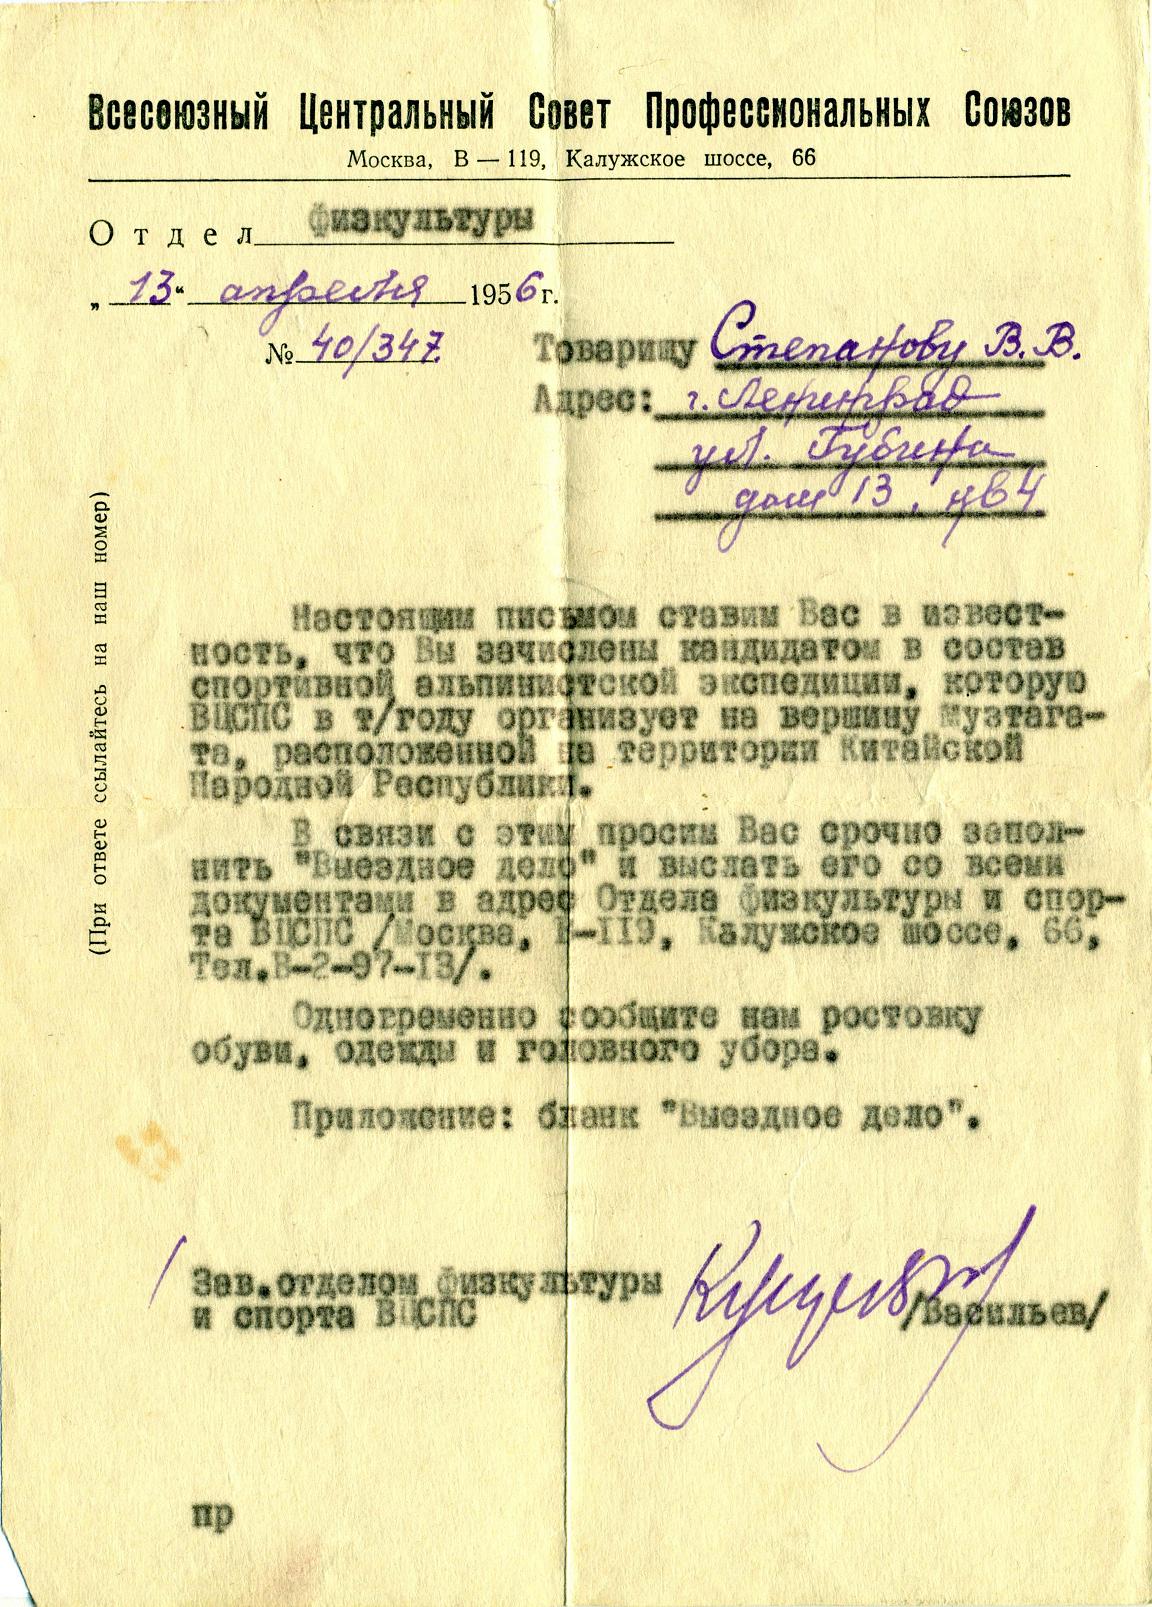 Всесоюзный Центральный Совет Профессиональных Союзов
Москва, В — 119, Калужское шоссе, 66
Отдел физкультуры
„ 13 “ апреля 1956 г.
№ 40/347
Товарищу Степанову В. В.
Адрес: г. Ленинград
ул. Губина
дом 13, кв 4
(При ответе ссылайтесь на наш номер)
Настоящим письмом ставим Вас в извест-
ность, что Вы зачислены кандидатом в состав
спортивной альпинистской экспедиции, которую
ВЦСПС в т/году организует на вершину Музтага-
та, расположенной на территории Китайской
Народной Республики.
В связи с этим просим Вас срочно запол-
нить "Выездное дело" и выслать его со всеми
документами в адрес Отдела физкультуры и спор-
та ВЦСПС /Москва, В-119, Калужское шоссе, 66,
Тел.В-2-97-13/.
Одновременно сообщите нам ростовку
обуви, одежды и головного убора.
Приложение: бланк "Выездное дело".
Зав.отделом физкультуры
и спорта ВЦСПС
/Васильев/
пр